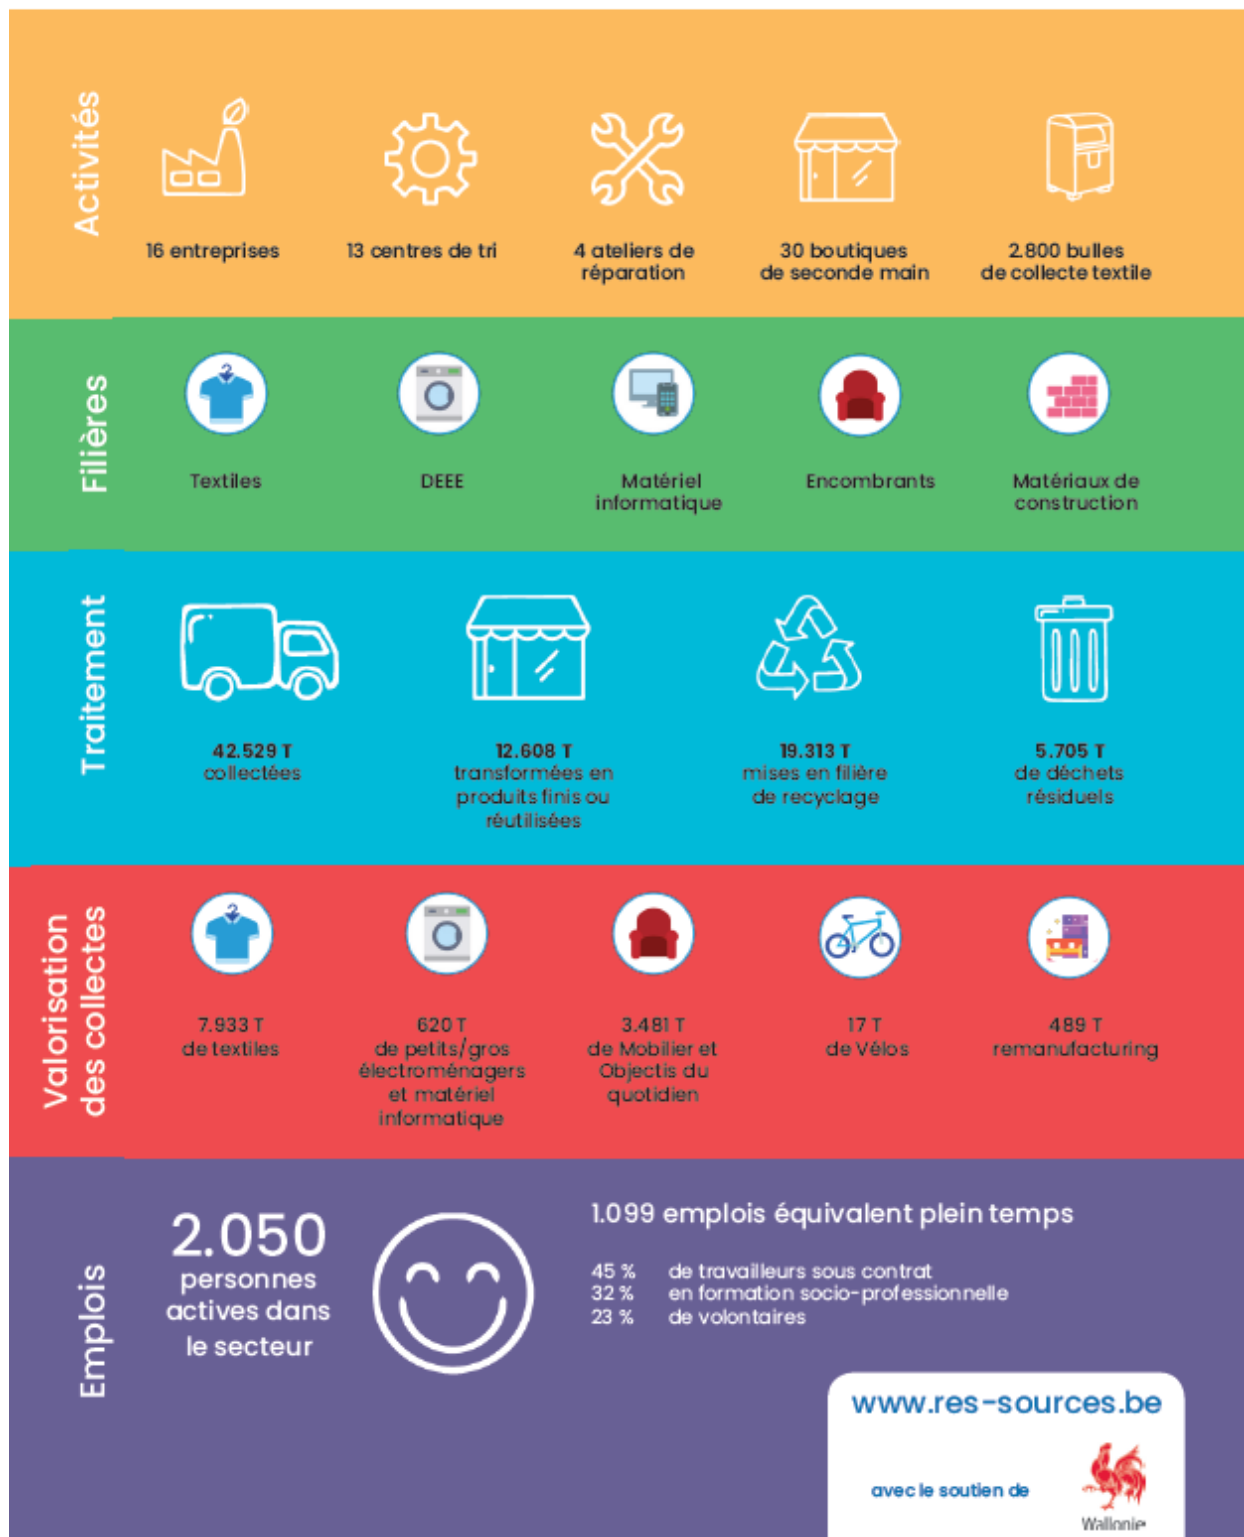 Activités
16 entreprises
13 centres de tri
4 ateliers de
réparation
30 boutiques
de seconde main
2.800 bulles
de collecte textile
Filières
Textiles
DEEE
Matériel
informatique
Encombrants
Matériaux de
construction
Traitement
42.529 T
collectées
12.608 T
transformées en
produits finis ou
réutilisées
19.313 T
mises en filière
de recyclage
5.705 T
de déchets
résiduels
Valorisation
des collectes
7.933 T
de textiles
620 T
de petits/gros
électroménagers
et matériel
informatique
3.481 T
de Mobilier et
Objectis du
quotidien
17 T
de Vélos
489 T
remanufacturing
Emplois
2.050
personnes
actives dans
le secteur
1.099 emplois équivalent plein temps
45 % de travailleurs sous contrat
32 % en formation socio-professionnelle
23 % de volontaires
www.res-sources.be
avec le soutien de
Wallonie